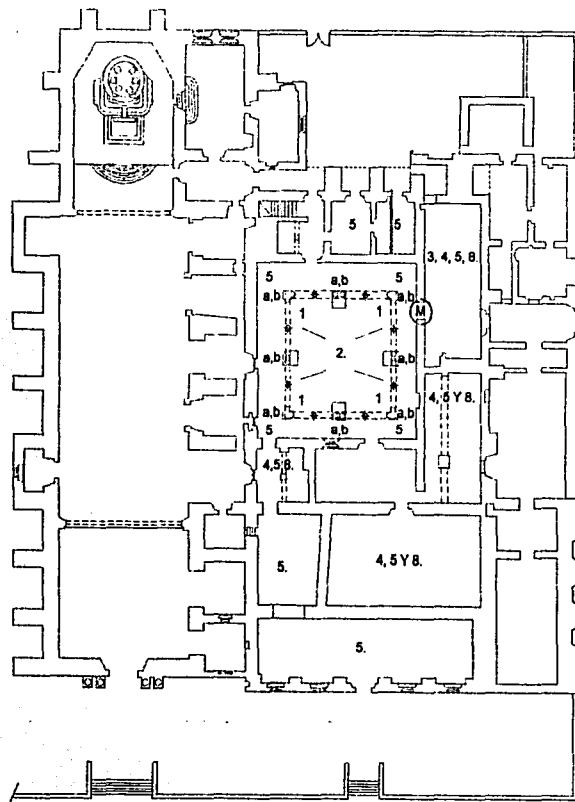 5 5
3, 4, 5, 8.
5 a,b 5
a,b 1 1 a,b M
a,b 2. a,b
4, 5 Y 8.
a,b 1 1 a,b
5 a,b 5
4,5 8.
5. 4, 5 Y 8.
5.